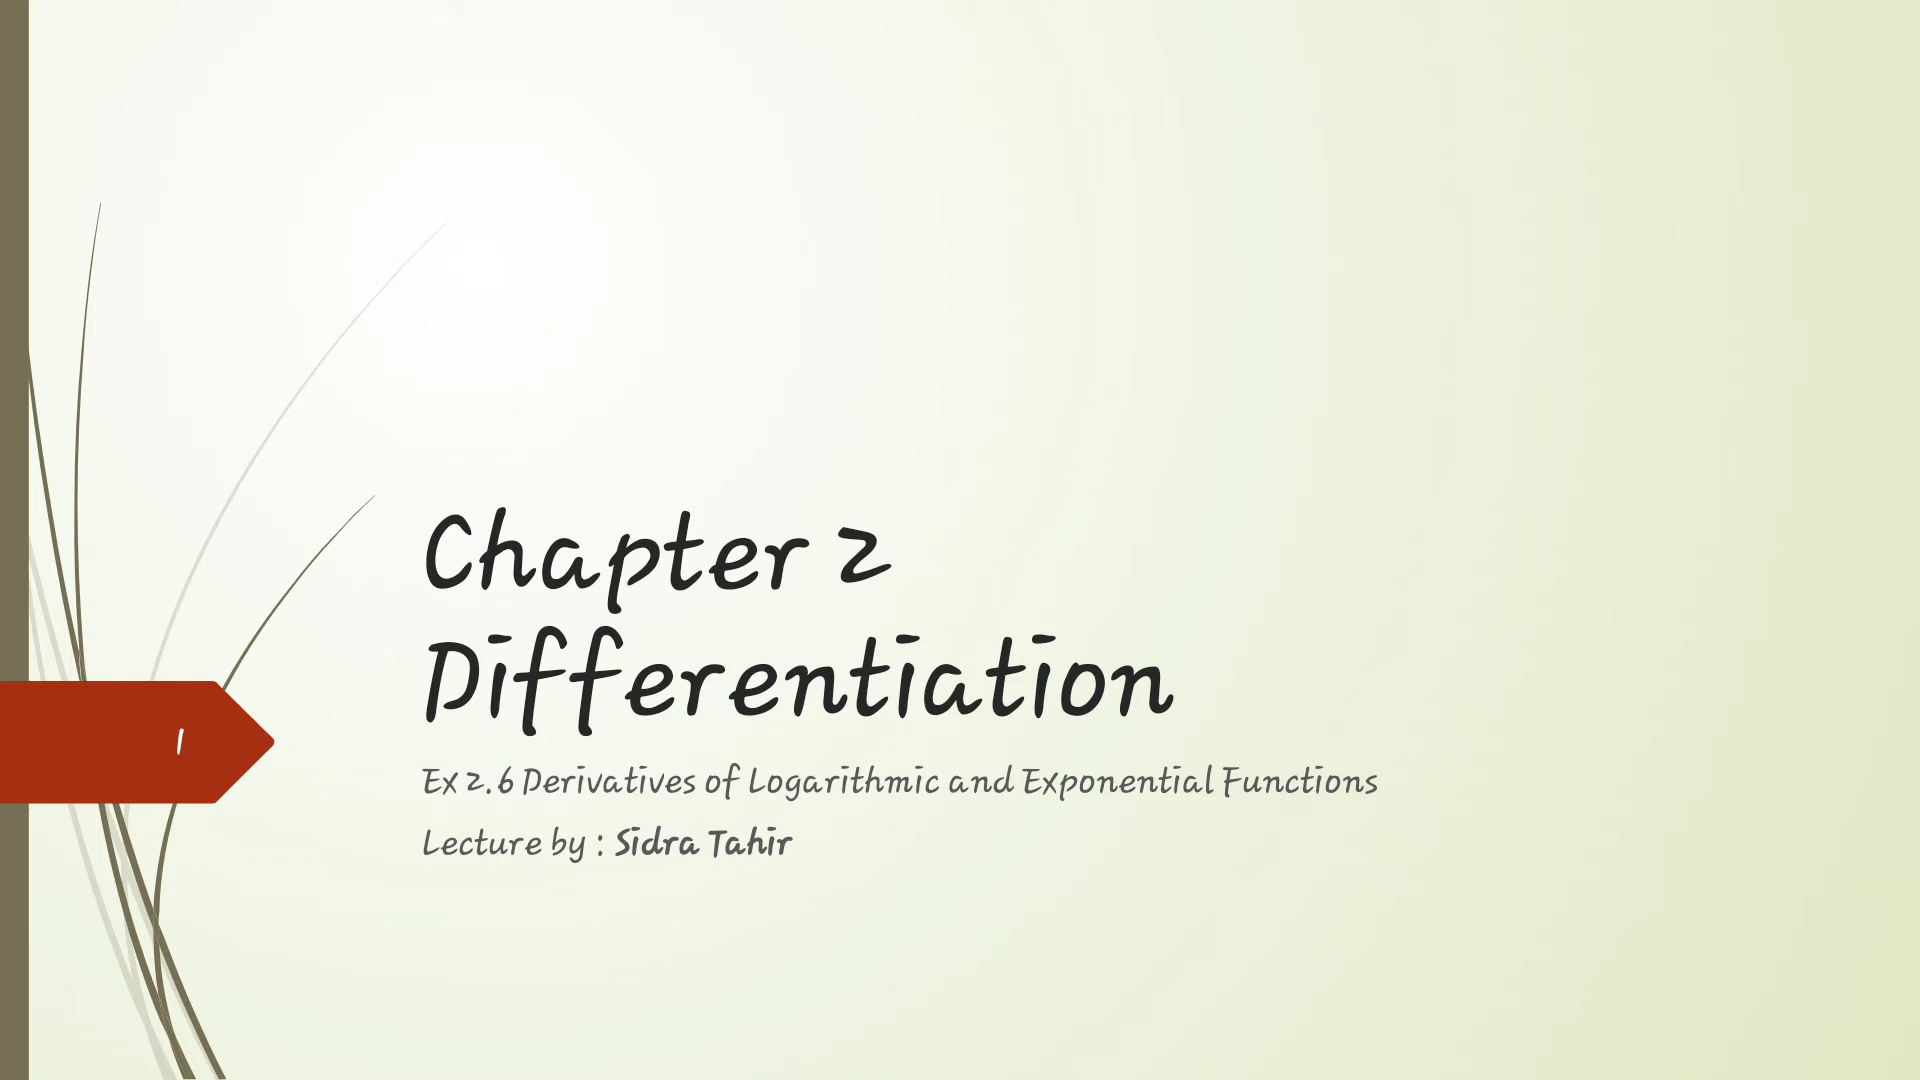 Chapter 2
Differentiation
Ex 2.6 Derivatives of Logarithmic and Exponential Functions
1
Lecture by : Sidra Tahir